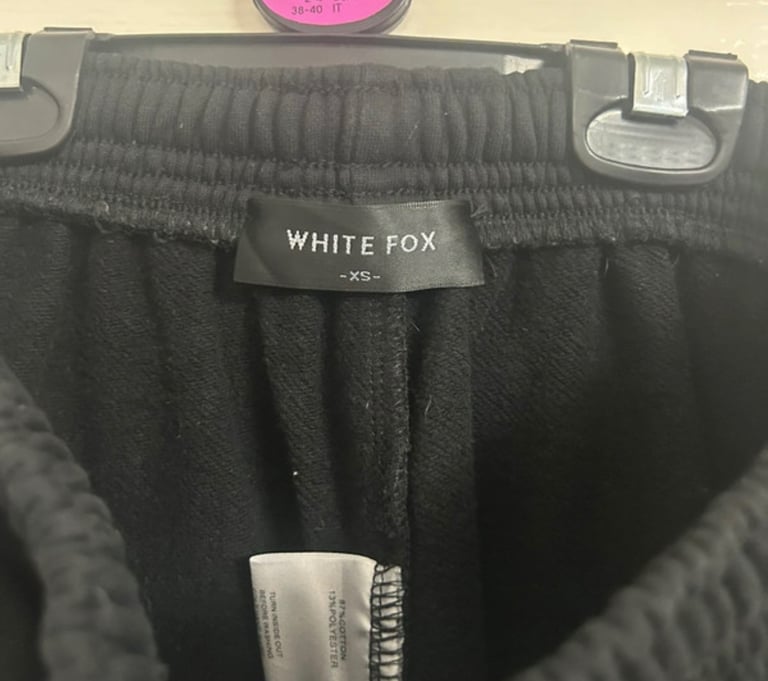 38-40 IT
WHITE FOX
-XS-
87% COTTON
13% POLYESTER
TURN INSIDE OUT
BEFORE WASHING